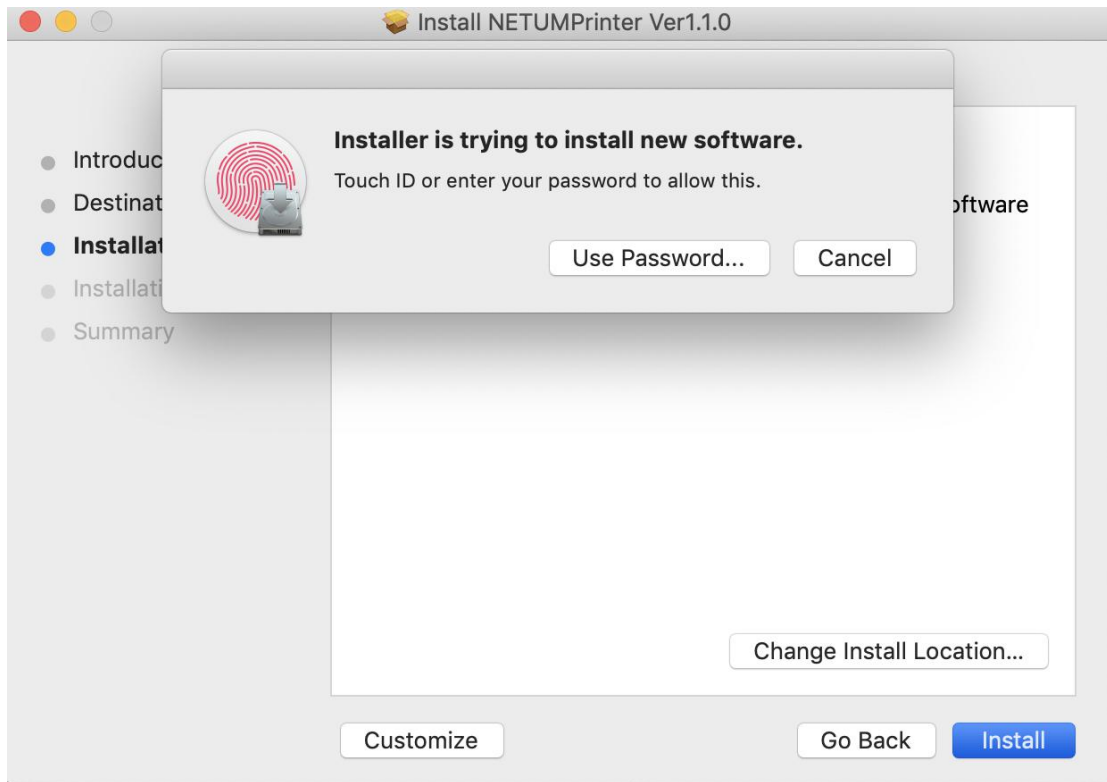 Install NETUMPrinter Ver1.1.0
Installer is trying to install new software.
Touch ID or enter your password to allow this.
Use Password...
Cancel
Introduc
Destinat
Installat
Installati
Summary
oftware
Change Install Location...
Customize
Go Back
Install